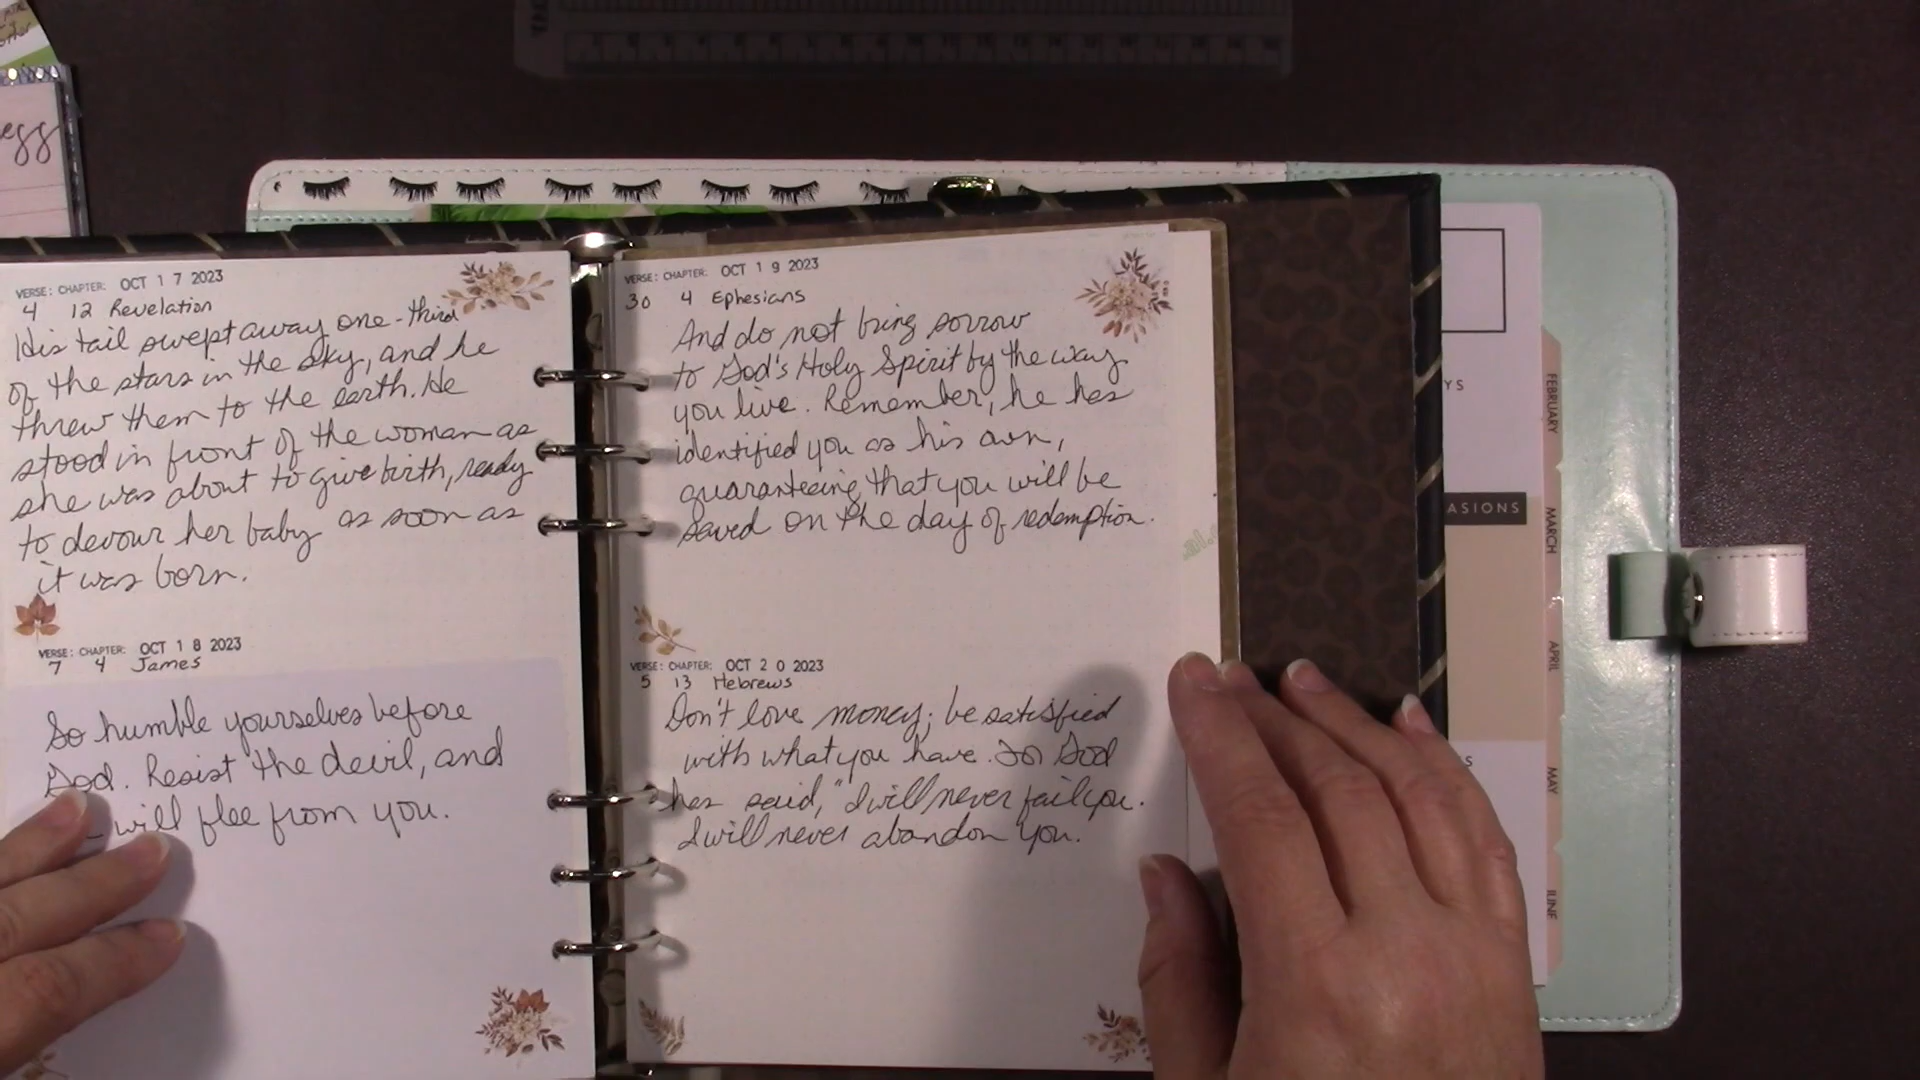 other
egg
VERSE: CHAPTER: OCT 1 7 2023
4 12 Revelation
His tail swept away one-third
of the stars in the sky, and he
threw them to the earth. He
stood in front of the woman as
she was about to give birth, ready
to devour her baby as soon as
it was born.
VERSE: CHAPTER: OCT 1 8 2023
7 4 James
So humble yourselves before
God. Resist the devil, and
will flee from you.
VERSE: CHAPTER: OCT 1 9 2023
30 4 Ephesians
And do not bring sorrow
to God's Holy Spirit by the way
you live. Remember, he has
identified you as his own,
guaranteeing that you will be
saved on the day of redemption.
VERSE: CHAPTER: OCT 2 0 2023
5 13 Hebrews
Don't love money; be satisfied
with what you have. For God
has said, "I will never fail you.
I will never abandon you.
YS
ASIONS
S
FEBRUARY
MARCH
APRIL
MAY
JUNE